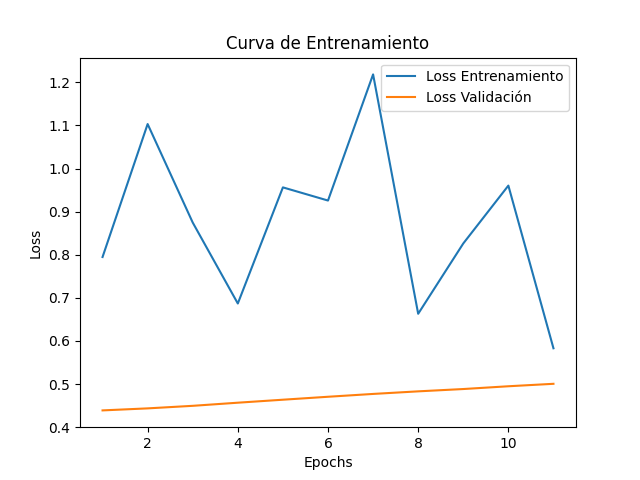 Curva de Entrenamiento
Loss Entrenamiento
Loss Validación
Loss
1.2
1.1
1.0
0.9
0.8
0.7
0.6
0.5
0.4
2 4 6 8 10
Epochs